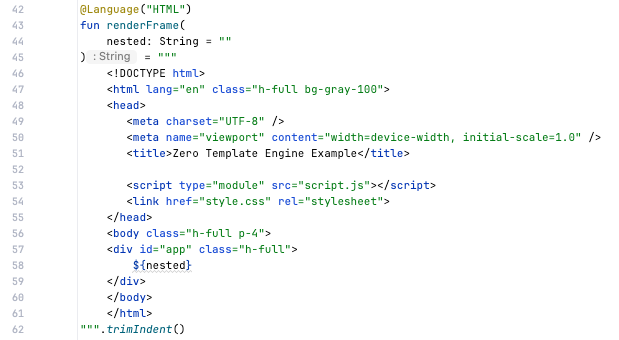 42 @Language("HTML")
43 fun renderFrame(
44 nested: String = ""
45 ) : String = """
46 <!DOCTYPE html>
47 <html lang="en" class="h-full bg-gray-100">
48 <head>
49 <meta charset="UTF-8" />
50 <meta name="viewport" content="width=device-width, initial-scale=1.0" />
51 <title>Zero Template Engine Example</title>
52
53 <script type="module" src="script.js"></script>
54 <link href="style.css" rel="stylesheet">
55 </head>
56 <body class="h-full p-4">
57 <div id="app" class="h-full">
58 ${nested}
59 </div>
60 </body>
61 </html>
62 """.trimIndent()